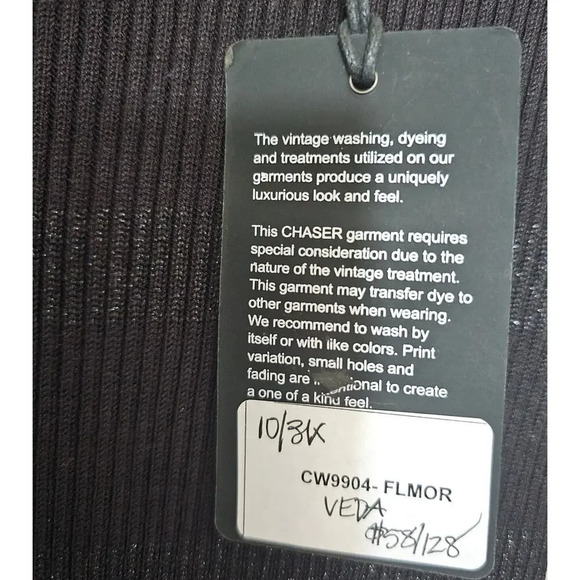 The vintage washing, dyeing
and treatments utilized on our
garments produce a uniquely
luxurious look and feel.
This CHASER garment requires
special consideration due to the
nature of the vintage treatment.
This garment may transfer dye to
other garments when wearing.
We recommend to wash by
itself or with like colors. Print
variation, small holes and
fading are to create
a one of a kind feel.
CW9904- FLMOR
VEDA
$58/128